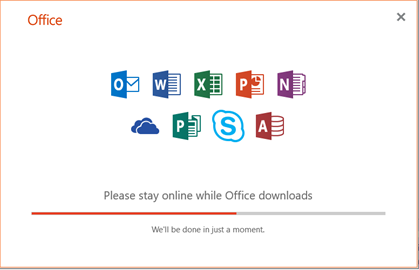 Office
O W X P N
P S A
Please stay online while Office downloads
We'll be done in just a moment.